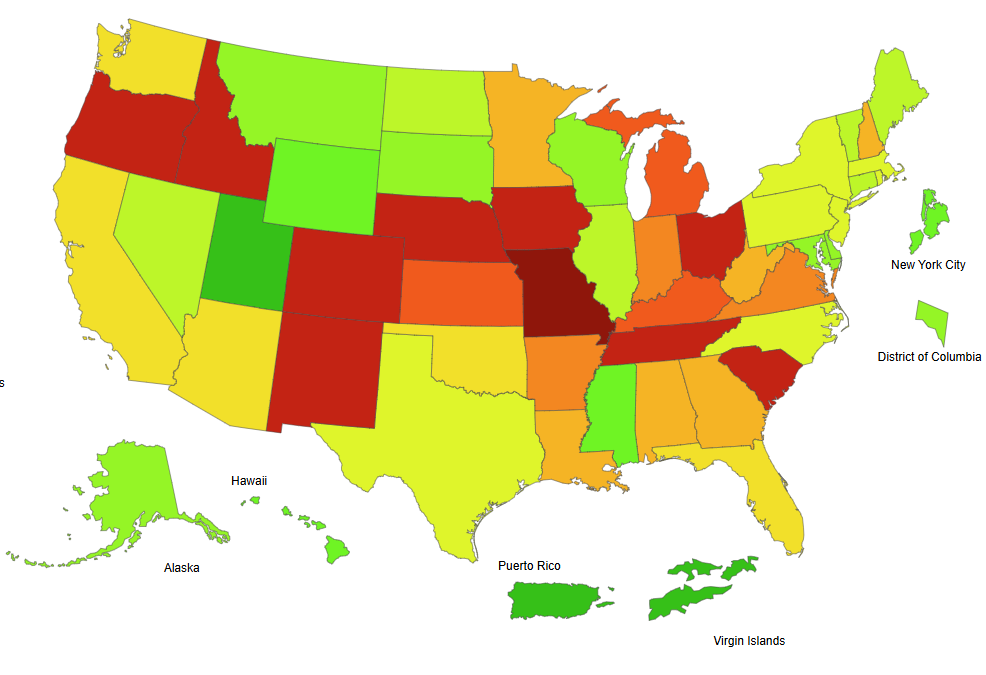 New York City
District of Columbia
s
Hawaii
Alaska
Puerto Rico
Virgin Islands